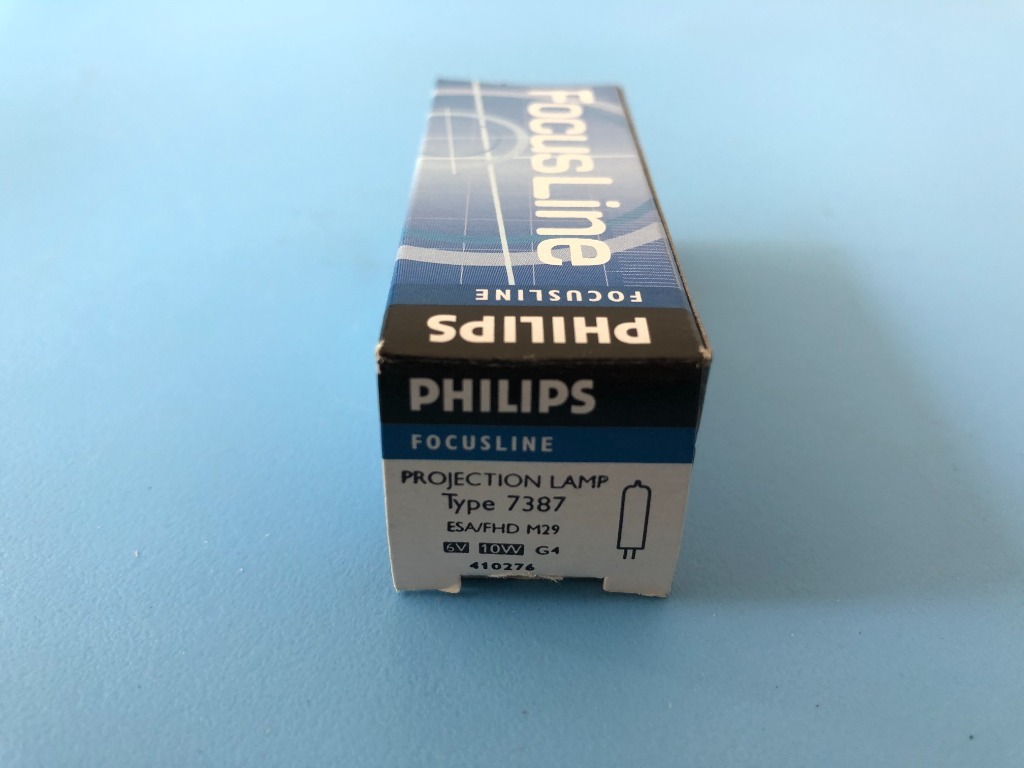 FocusLine
FOCUSLINE
PHILIPS
PHILIPS
FOCUSLINE
PROJECTION LAMP
Type 7387
ESA/FHD M29
6V 10W G4
410276